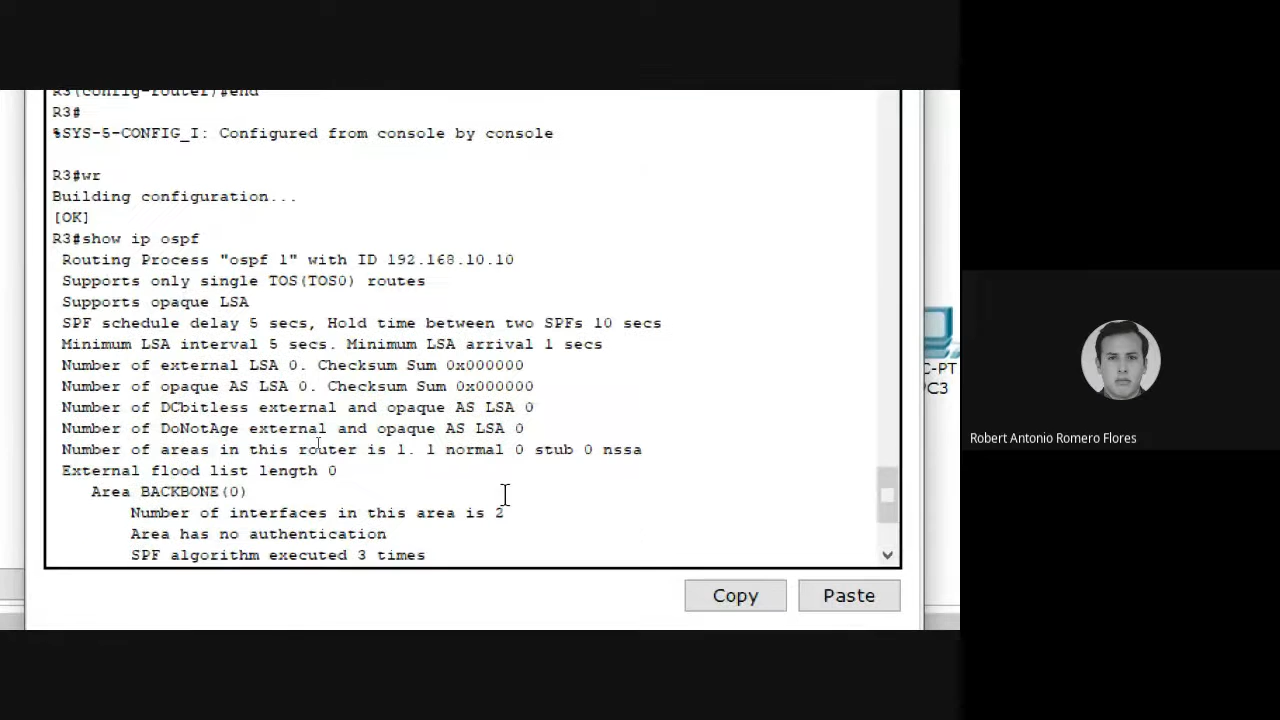 R3(config-router)#end
R3#
%SYS-5-CONFIG_I: Configured from console by console
R3#wr
Building configuration...
[OK]
R3#show ip ospf
Routing Process "ospf 1" with ID 192.168.10.10
Supports only single TOS(TOS0) routes
Supports opaque LSA
SPF schedule delay 5 secs, Hold time between two SPFs 10 secs
Minimum LSA interval 5 secs. Minimum LSA arrival 1 secs
Number of external LSA 0. Checksum Sum 0x000000
Number of opaque AS LSA 0. Checksum Sum 0x000000
Number of DCbitless external and opaque AS LSA 0
Number of DoNotAge external and opaque AS LSA 0
Number of areas in this router is 1. 1 normal 0 stub 0 nssa
External flood list length 0
Area BACKBONE(0)
Number of interfaces in this area is 2
Area has no authentication
SPF algorithm executed 3 times
Copy
Paste
C-PT
PC3
Robert Antonio Romero Flores